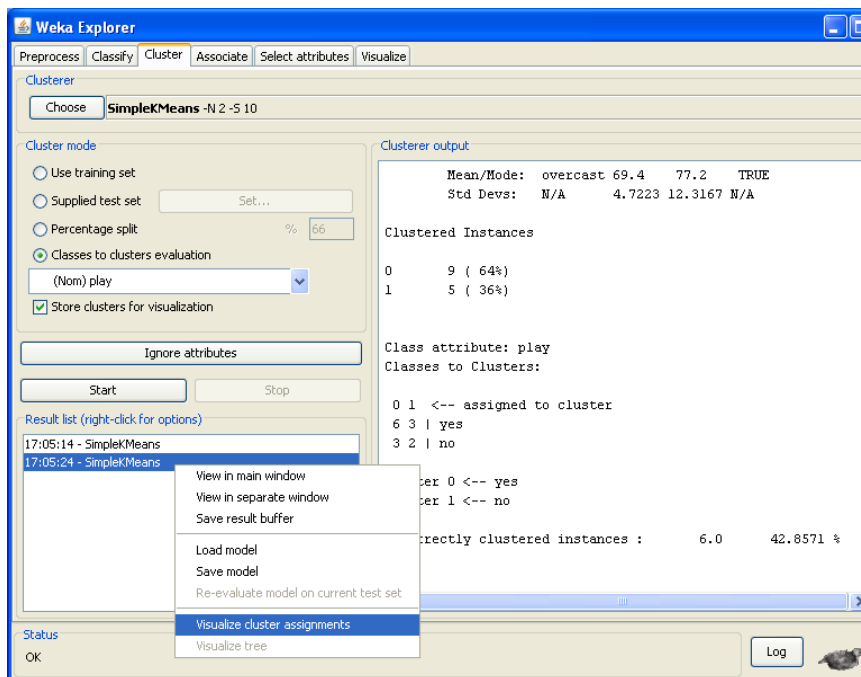 Weka Explorer
Preprocess Classify Cluster Associate Select attributes Visualize
Clusterer
Choose SimpleKMeans -N 2 -S 10
Cluster mode
Use training set
Supplied test set Set...
Percentage split % 66
Classes to clusters evaluation
(Nom) play
Store clusters for visualization
Ignore attributes
Start Stop
Result list (right-click for options)
17:05:14 - SimpleKMeans
17:05:24 - SimpleKMeans
View in main window
View in separate window
Save result buffer
Load model
Save model
Re-evaluate model on current test set
Visualize cluster assignments
Visualize tree
Clusterer output
Mean/Mode: overcast 69.4 77.2 TRUE
Std Devs: N/A 4.7223 12.3167 N/A
Clustered Instances
0 9 ( 64%)
1 5 ( 36%)
Class attribute: play
Classes to Clusters:
0 1 <-- assigned to cluster
6 3 | yes
3 2 | no
ter 0 <-- yes
ter 1 <-- no
rectly clustered instances : 6.0 42.8571 %
Status
OK
Log